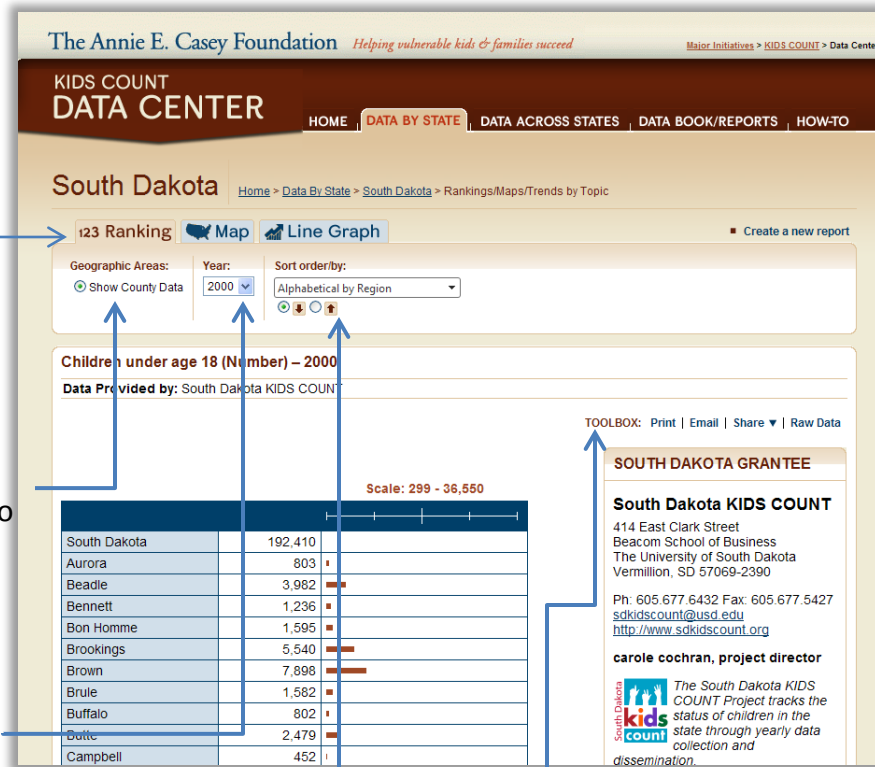 The Annie E. Casey Foundation Helping vulnerable kids & families succeed Major Initiatives > KIDS COUNT > Data Cente
KIDS COUNT
DATA CENTER
HOME DATA BY STATE DATA ACROSS STATES DATA BOOK/REPORTS HOW-TO
South Dakota Home > Data By State > South Dakota > Rankings/Maps/Trends by Topic
123 Ranking Map Line Graph Create a new report
Geographic Areas: Year: Sort order/by:
Show County Data 2000 Alphabetical by Region
Children under age 18 (Number) – 2000
Data Provided by: South Dakota KIDS COUNT
TOOLBOX: Print | Email | Share ▼ | Raw Data
o
Scale: 299 - 36,550
South Dakota 192,410
Aurora 803
Beadle 3,982
Bennett 1,236
Bon Homme 1,595
Brookings 5,540
Brown 7,898
Brule 1,582
Buffalo 802
Butte 2,479
Campbell 452
SOUTH DAKOTA GRANTEE
South Dakota KIDS COUNT
414 East Clark Street
Beacom School of Business
The University of South Dakota
Vermillion, SD 57069-2390
Ph: 605.677.6432 Fax: 605.677.5427
sdkidscount@usd.edu
http://www.sdkidscount.org
carole cochran, project director
South Dakota
kids
count
The South Dakota KIDS
COUNT Project tracks the
status of children in the
state through yearly data
collection and
dissemination.